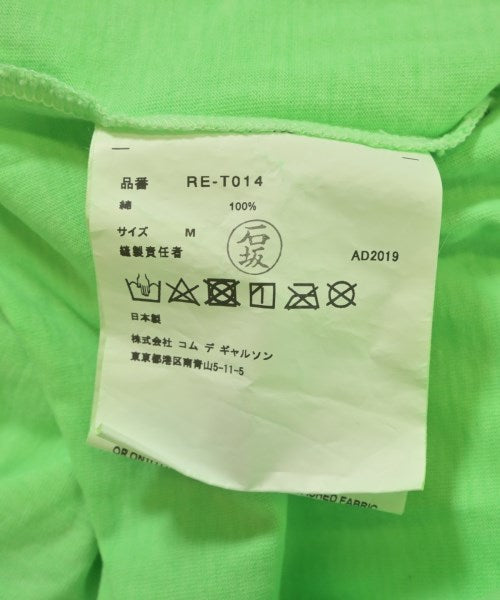 品番 RE-T014
綿 100%
サイズ M
縫製責任者 石坂 AD2019
日本製
株式会社 コム デ ギャルソン
東京都港区南青山5-11-5
FABRIC